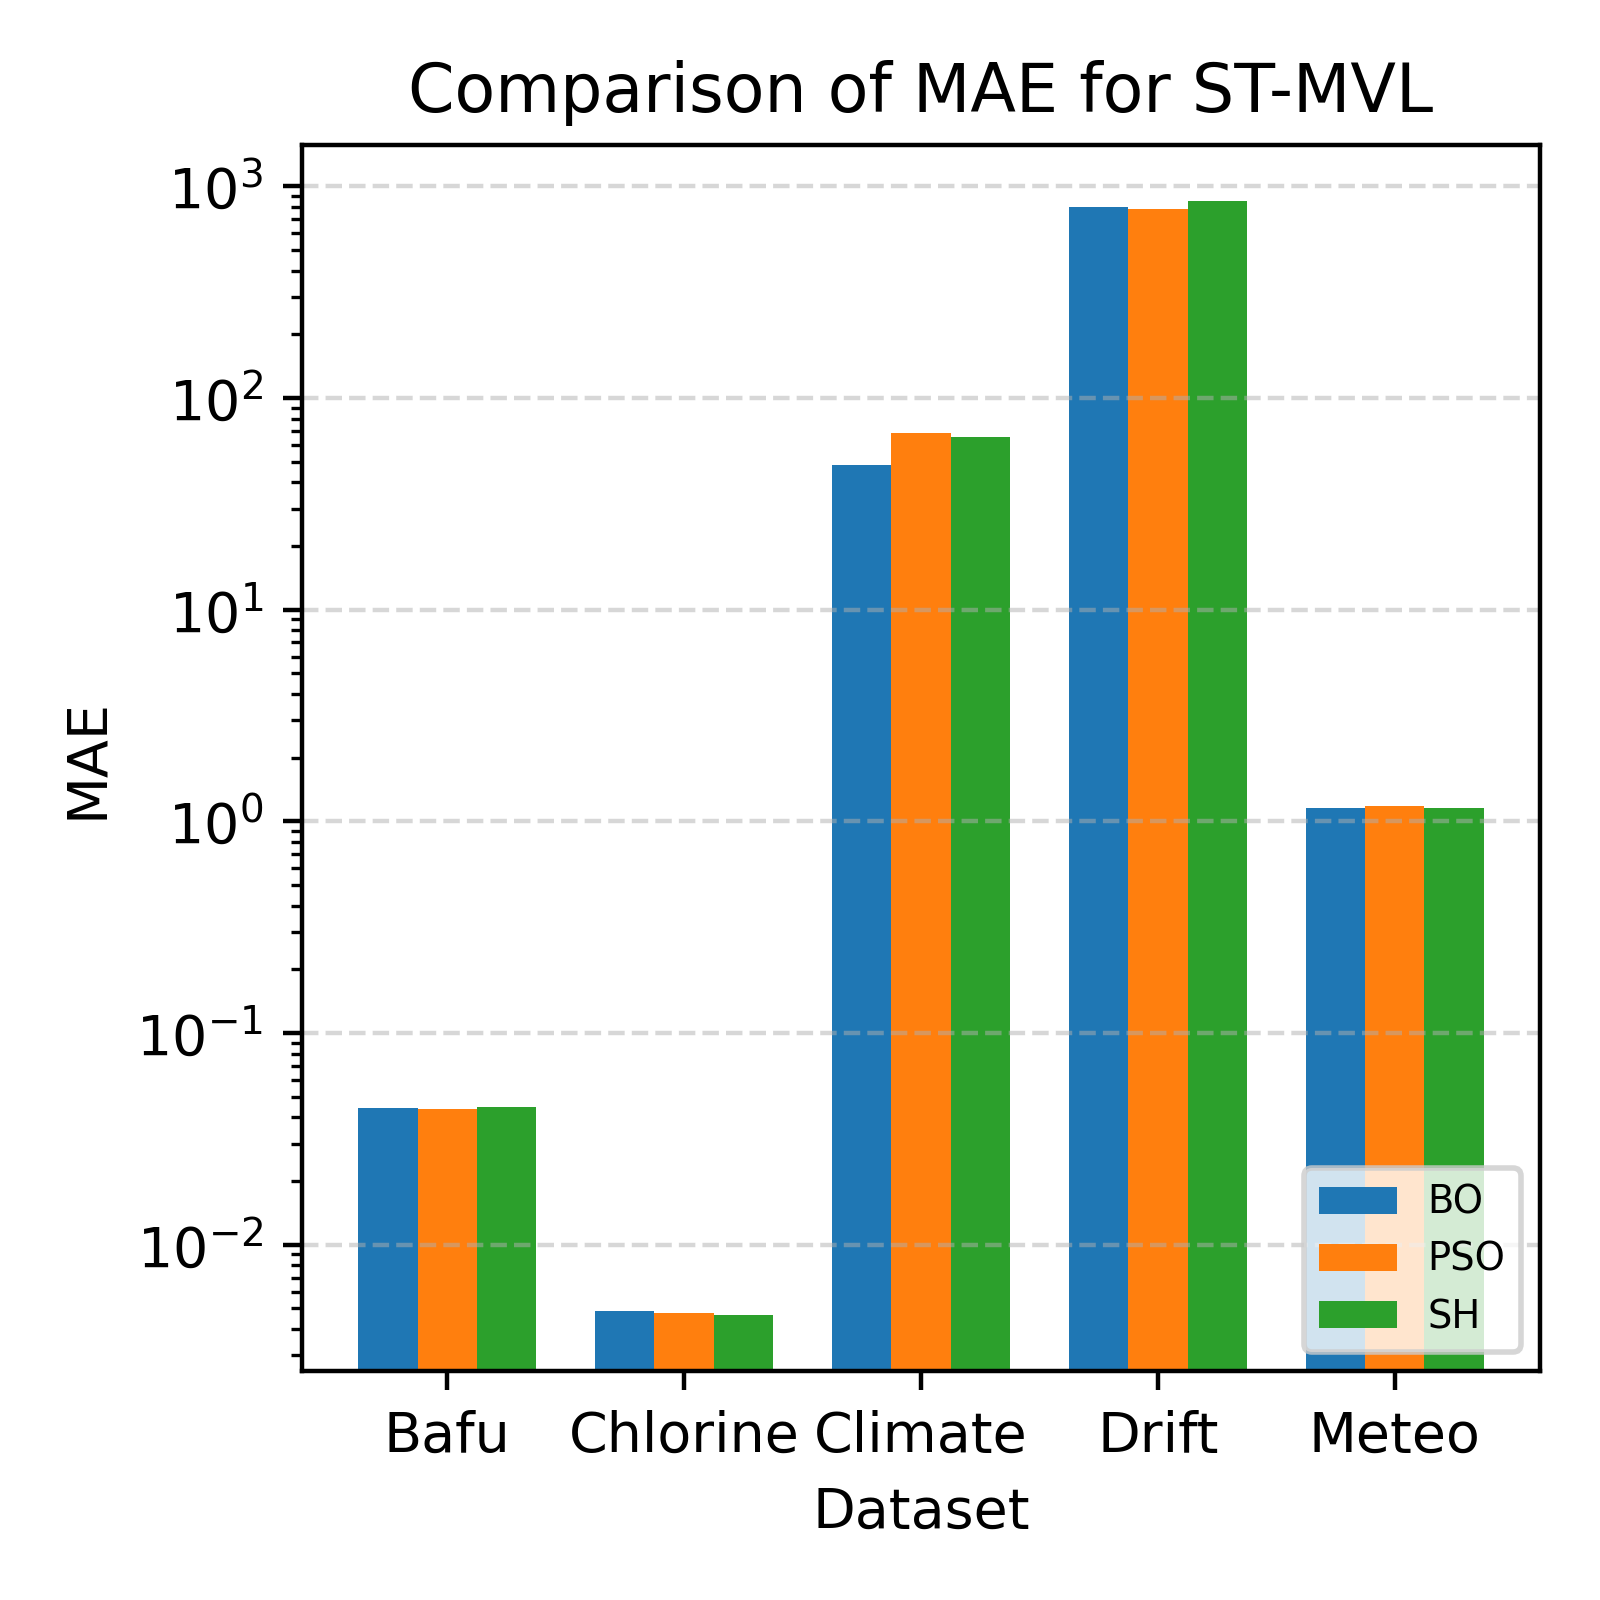 Comparison of MAE for ST-MVL
MAE
10³
10²
10¹
10⁰
10⁻¹
10⁻²
Bafu Chlorine Climate Drift Meteo
Dataset
BO
PSO
SH